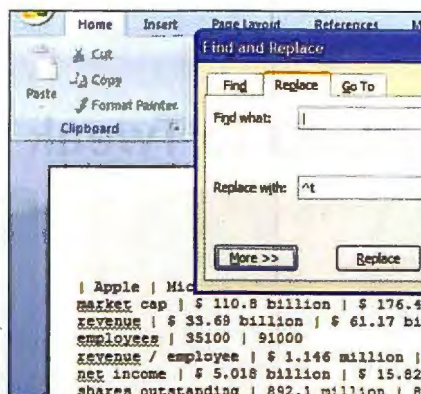 Home Insert Page Layout References M
Cut
Copy
Format Painter
Paste
Clipboard
Find and Replace
Find Replace Go To
Find what: |
Replace with: ^t
More >> Replace
| Apple | Mic
market cap | $ 110.8 billion | $ 176.4
revenue | $ 33.68 billion | $ 61.17 bi
employees | 35100 | 91000
revenue / employee | $ 1.146 million |
net income | $ 5.018 billion | $ 15.82
shares outstanding | 892.1 million | 8